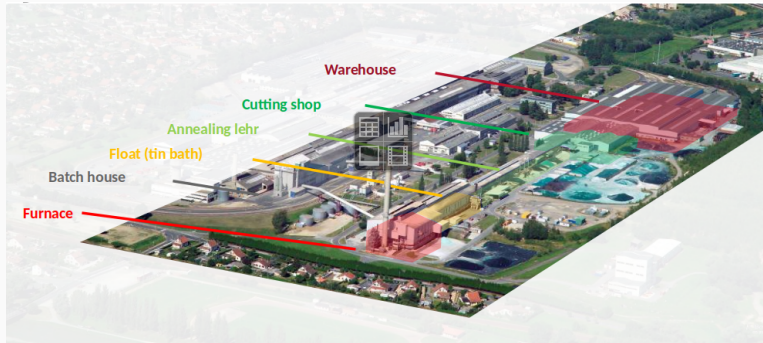 Warehouse
Cutting shop
Annealing lehr
Float (tin bath)
Batch house
Furnace